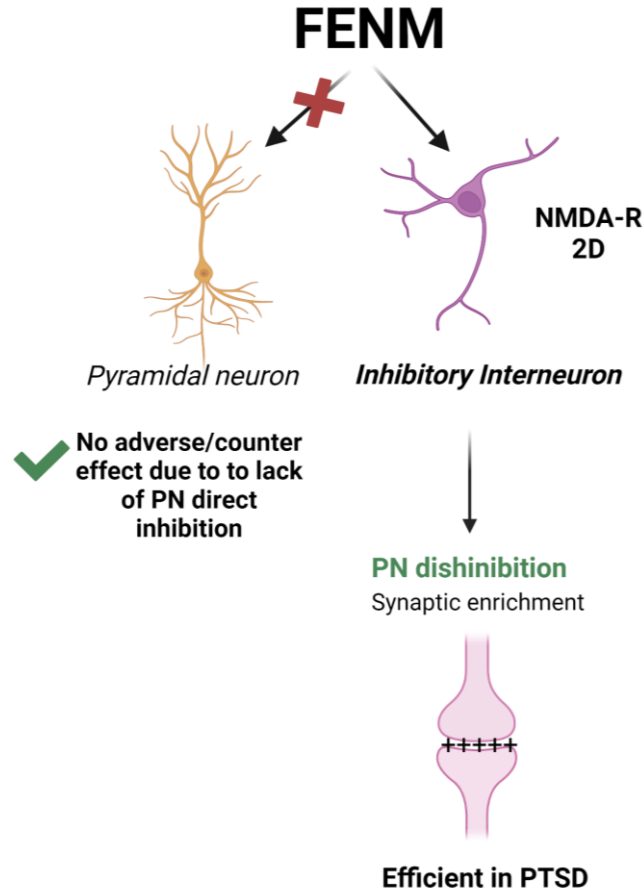 FENM
NMDA-R
2D
Pyramidal neuron
Inhibitory Interneuron
No adverse/counter
effect due to to lack
of PN direct
inhibition
PN dishinibition
Synaptic enrichment
+++++
Efficient in PTSD